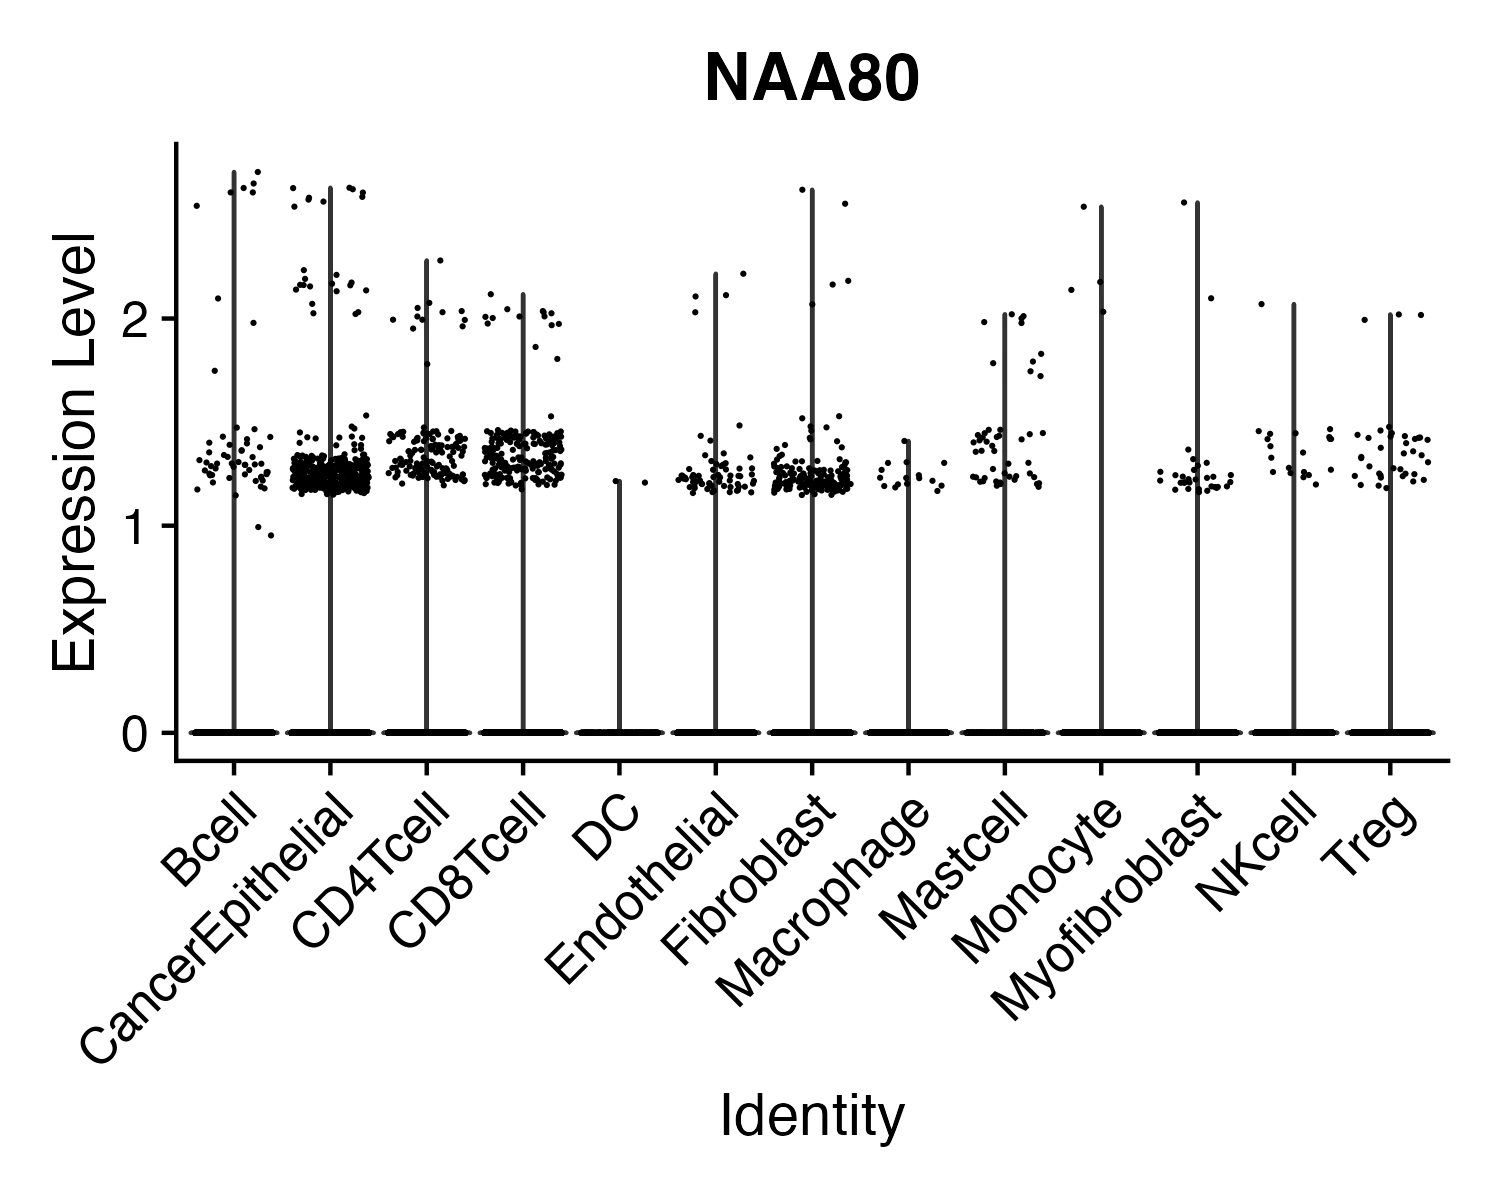 NAA80
Expression Level
2
1
0
Bcell
CancerEpithelial
CD4Tcell
CD8Tcell
DC
Endothelial
Fibroblast
Macrophage
Mastcell
Monocyte
Myofibroblast
NKcell
Treg
Identity